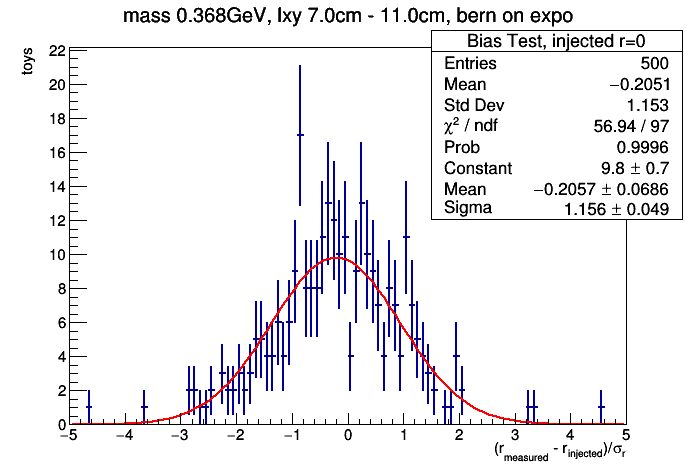 mass 0.368GeV, lxy 7.0cm - 11.0cm, bern on expo
Bias Test, injected r=0
Entries 500
Mean −0.2051
Std Dev 1.153
χ² / ndf 56.94 / 97
Prob 0.9996
Constant 9.8 ± 0.7
Mean −0.2057 ± 0.0686
Sigma 1.156 ± 0.049
toys
22
20
18
16
14
12
10
8
6
4
2
0
−5 −4 −3 −2 −1 0 1 2 3 4 5
(r_measured - r_injected)/σ_r